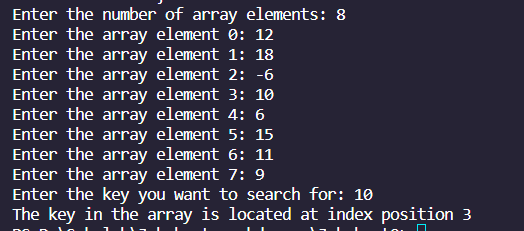 Enter the number of array elements: 8
Enter the array element 0: 12
Enter the array element 1: 18
Enter the array element 2: -6
Enter the array element 3: 10
Enter the array element 4: 6
Enter the array element 5: 15
Enter the array element 6: 11
Enter the array element 7: 9
Enter the key you want to search for: 10
The key in the array is located at index position 3